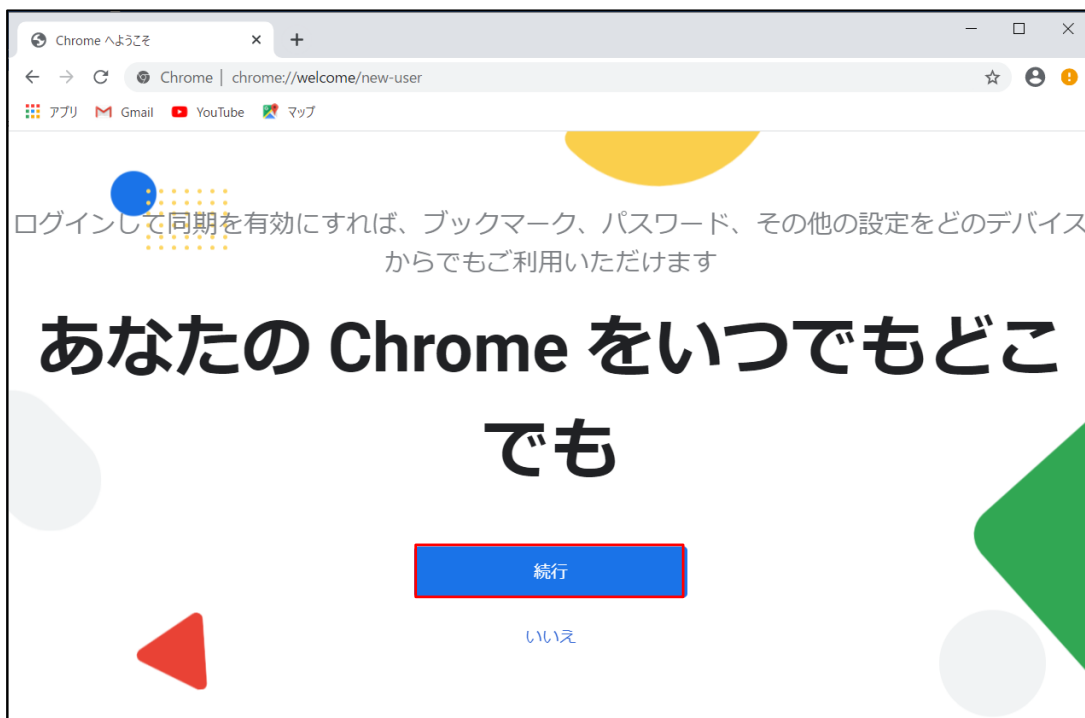 Chrome へようこそ
Chrome | chrome://welcome/new-user
アプリ Gmail YouTube マップ
ログインして同期を有効にすれば、ブックマーク、パスワード、その他の設定をどのデバイス
からでもご利用いただけます
あなたの Chrome をいつでもどこ
でも
続行
いいえ